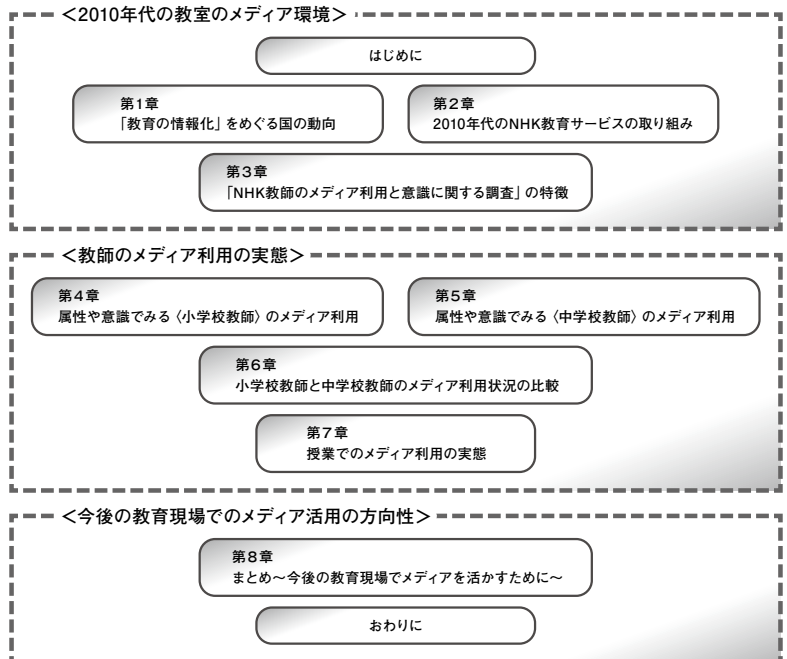 <2010年代の教室のメディア環境>
はじめに
第1章
「教育の情報化」をめぐる国の動向
第2章
2010年代のNHK教育サービスの取り組み
第3章
「NHK教師のメディア利用と意識に関する調査」の特徴
<教師のメディア利用の実態>
第4章
属性や意識でみる〈小学校教師〉のメディア利用
第5章
属性や意識でみる〈中学校教師〉のメディア利用
第6章
小学校教師と中学校教師のメディア利用状況の比較
第7章
授業でのメディア利用の実態
<今後の教育現場でのメディア活用の方向性>
第8章
まとめ〜今後の教育現場でメディアを活かすために〜
おわりに